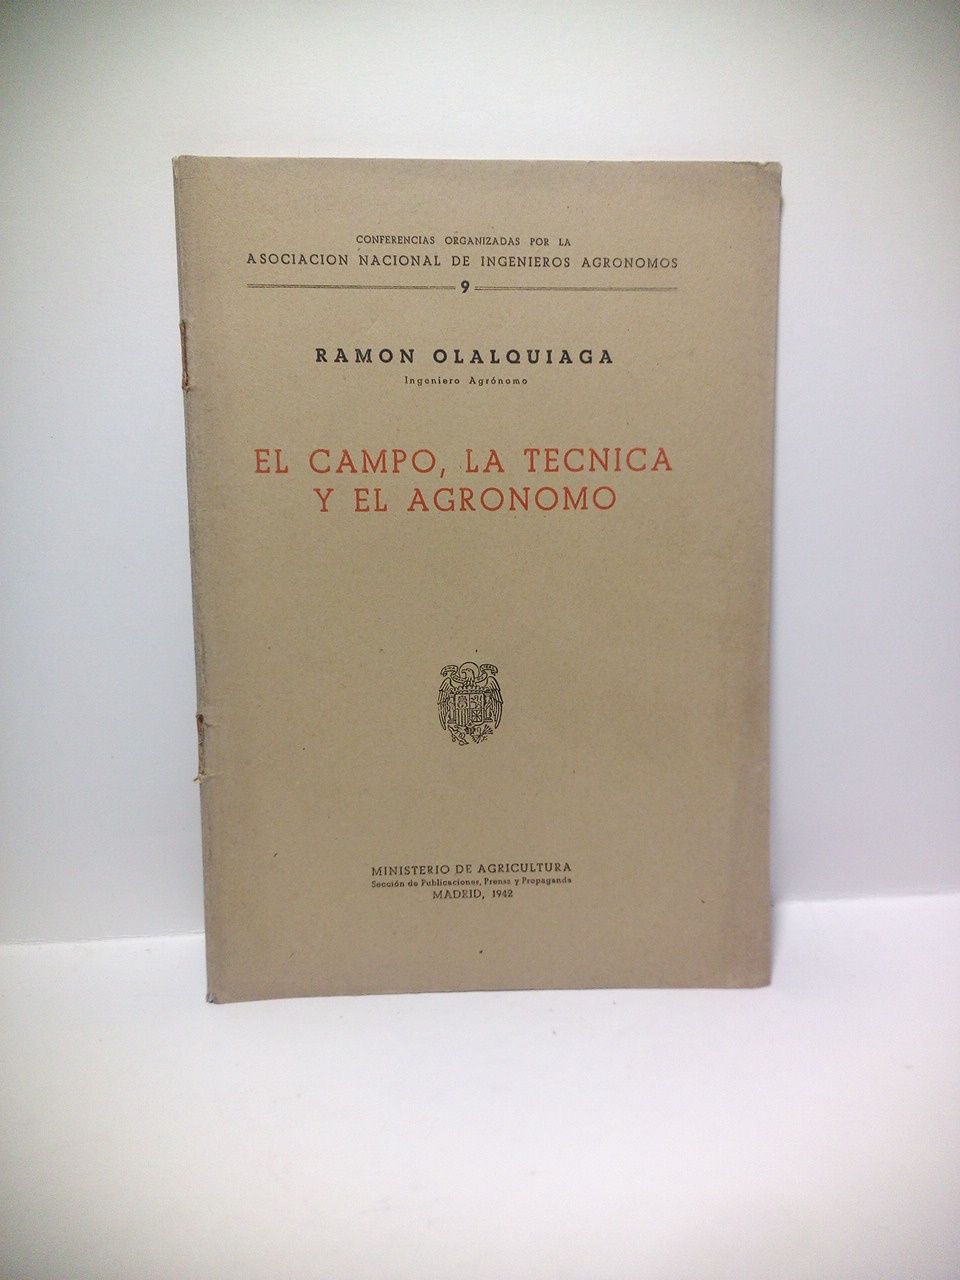 CONFERENCIAS ORGANIZADAS POR LA
ASOCIACION NACIONAL DE INGENIEROS AGRONOMOS
9
RAMON OLALQUIAGA
Ingeniero Agrónomo
EL CAMPO, LA TECNICA
Y EL AGRONOMO
MINISTERIO DE AGRICULTURA
Sección de Publicaciones, Prensa y Propaganda
MADRID, 1942